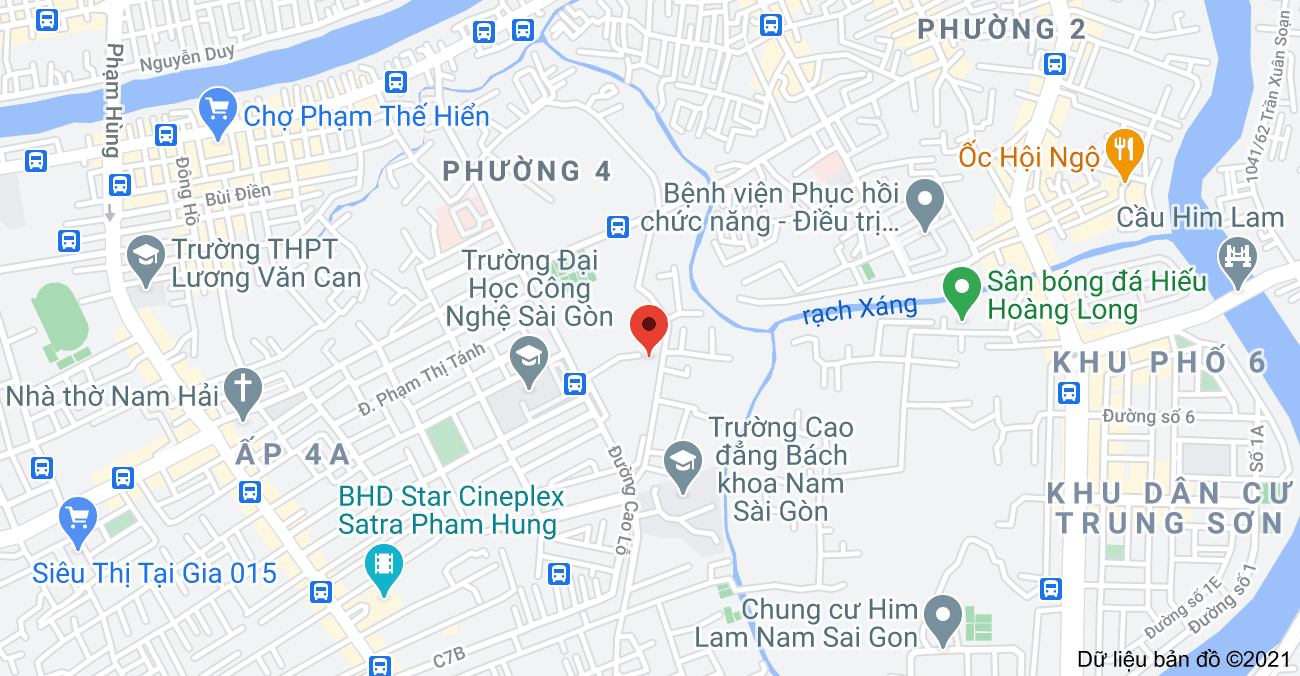 PHƯỜNG 2
Nguyễn Duy
Phạm Hùng
Chợ Phạm Thế Hiển
1041/62 Trần Xuân Soạn
Ốc Hội Ngộ
PHƯỜNG 4
Đông Hồ
Bùi Điền
Bệnh viện Phục hồi
chức năng - Điều trị...
Cầu Him Lam
Trường THPT
Lương Văn Can
Trường Đại
Học Công
Nghệ Sài Gòn
Sân bóng đá Hiếu
Hoàng Long
rạch Xáng
Đ. Phạm Thị Tánh
KHU PHỐ 6
Nhà thờ Nam Hải
Đường số 6
ẤP 4A
Trường Cao
đẳng Bách
khoa Nam
Sài Gòn
Đường Cao Lỗ
Số 1A
BHD Star Cineplex
Satra Pham Hung
KHU DÂN CƯ
TRUNG SƠN
Siêu Thị Tại Gia 015
Chung cư Him
Lam Nam Sai Gon
Đường số 1E
Đường số 1
C7B
Dữ liệu bản đồ ©2021